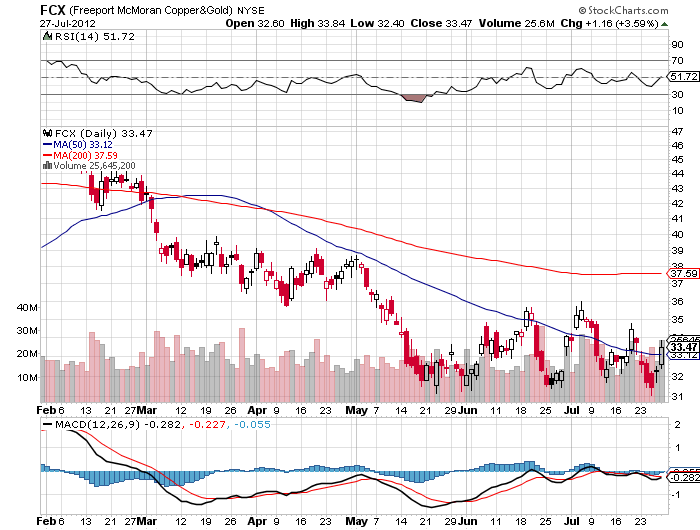 FCX (Freeport McMoran Copper&Gold) NYSE © StockCharts.com
27-Jul-2012 Open 32.60 High 33.84 Low 32.40 Close 33.47 Volume 25.6M Chg +1.16 (+3.59%)
RSI(14) 51.72
90
70
51.72
30
10
FCX (Daily) 33.47
MA(50) 33.12
MA(200) 37.59
Volume 25,645,200
47
46
45
44
43
42
41
40
39
38
37.59
37
36
35
34
33.47
33.12
32
31
40M
30M
20M
10M
Feb 6 13 21 27 Mar 12 19 26 Apr 9 16 23 May 7 14 21 29 Jun 11 18 25 Jul 9 16 23
MACD(12,26,9) -0.282, -0.227, -0.055
1
-0.282
-1
Feb 6 13 21 27 Mar 12 19 26 Apr 9 16 23 May 7 14 21 29 Jun 11 18 25 Jul 9 16 23